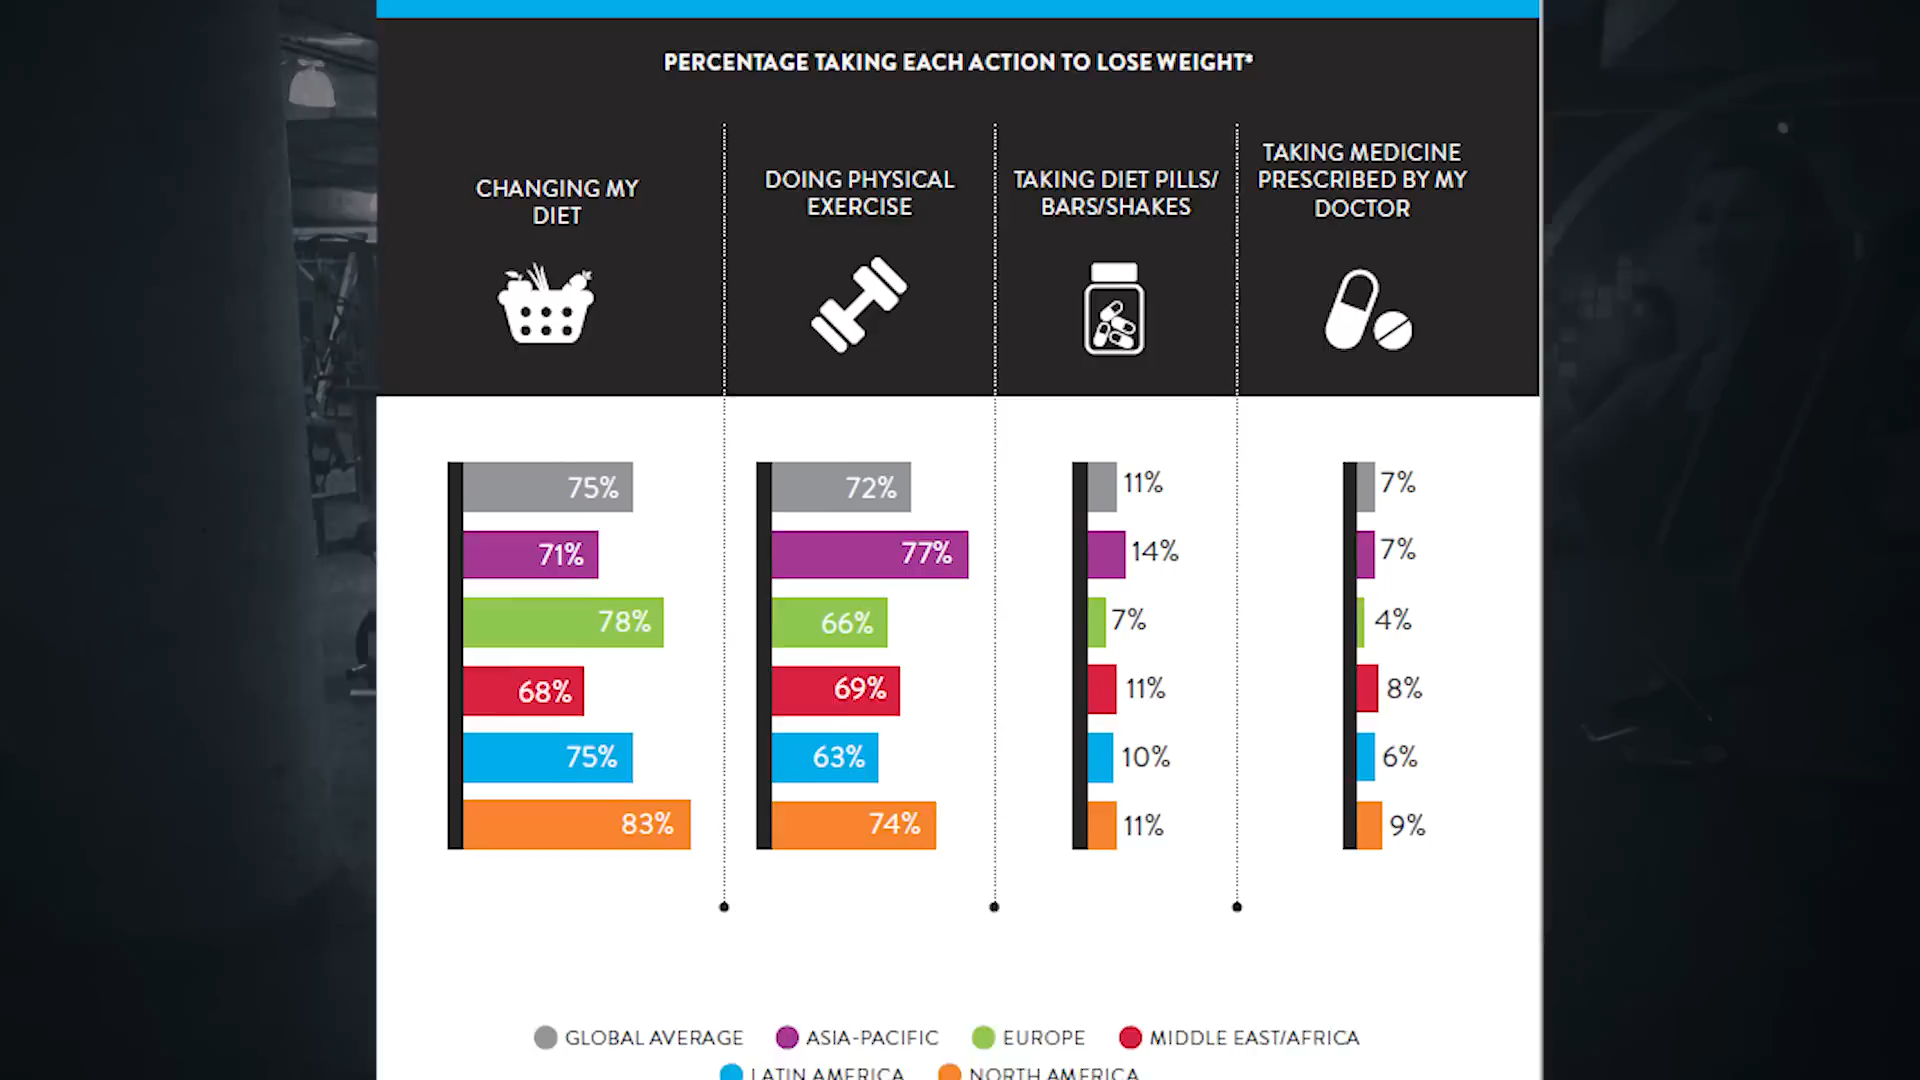 PERCENTAGE TAKING EACH ACTION TO LOSE WEIGHT*
CHANGING MY
DIET
DOING PHYSICAL
EXERCISE
TAKING DIET PILLS/
BARS/SHAKES
TAKING MEDICINE
PRESCRIBED BY MY
DOCTOR
75%
72%
11%
7%
71%
77%
14%
7%
78%
66%
7%
4%
68%
69%
11%
8%
75%
63%
10%
6%
83%
74%
11%
9%
GLOBAL AVERAGE
ASIA-PACIFIC
EUROPE
MIDDLE EAST/AFRICA
LATIN AMERICA
NORTH AMERICA